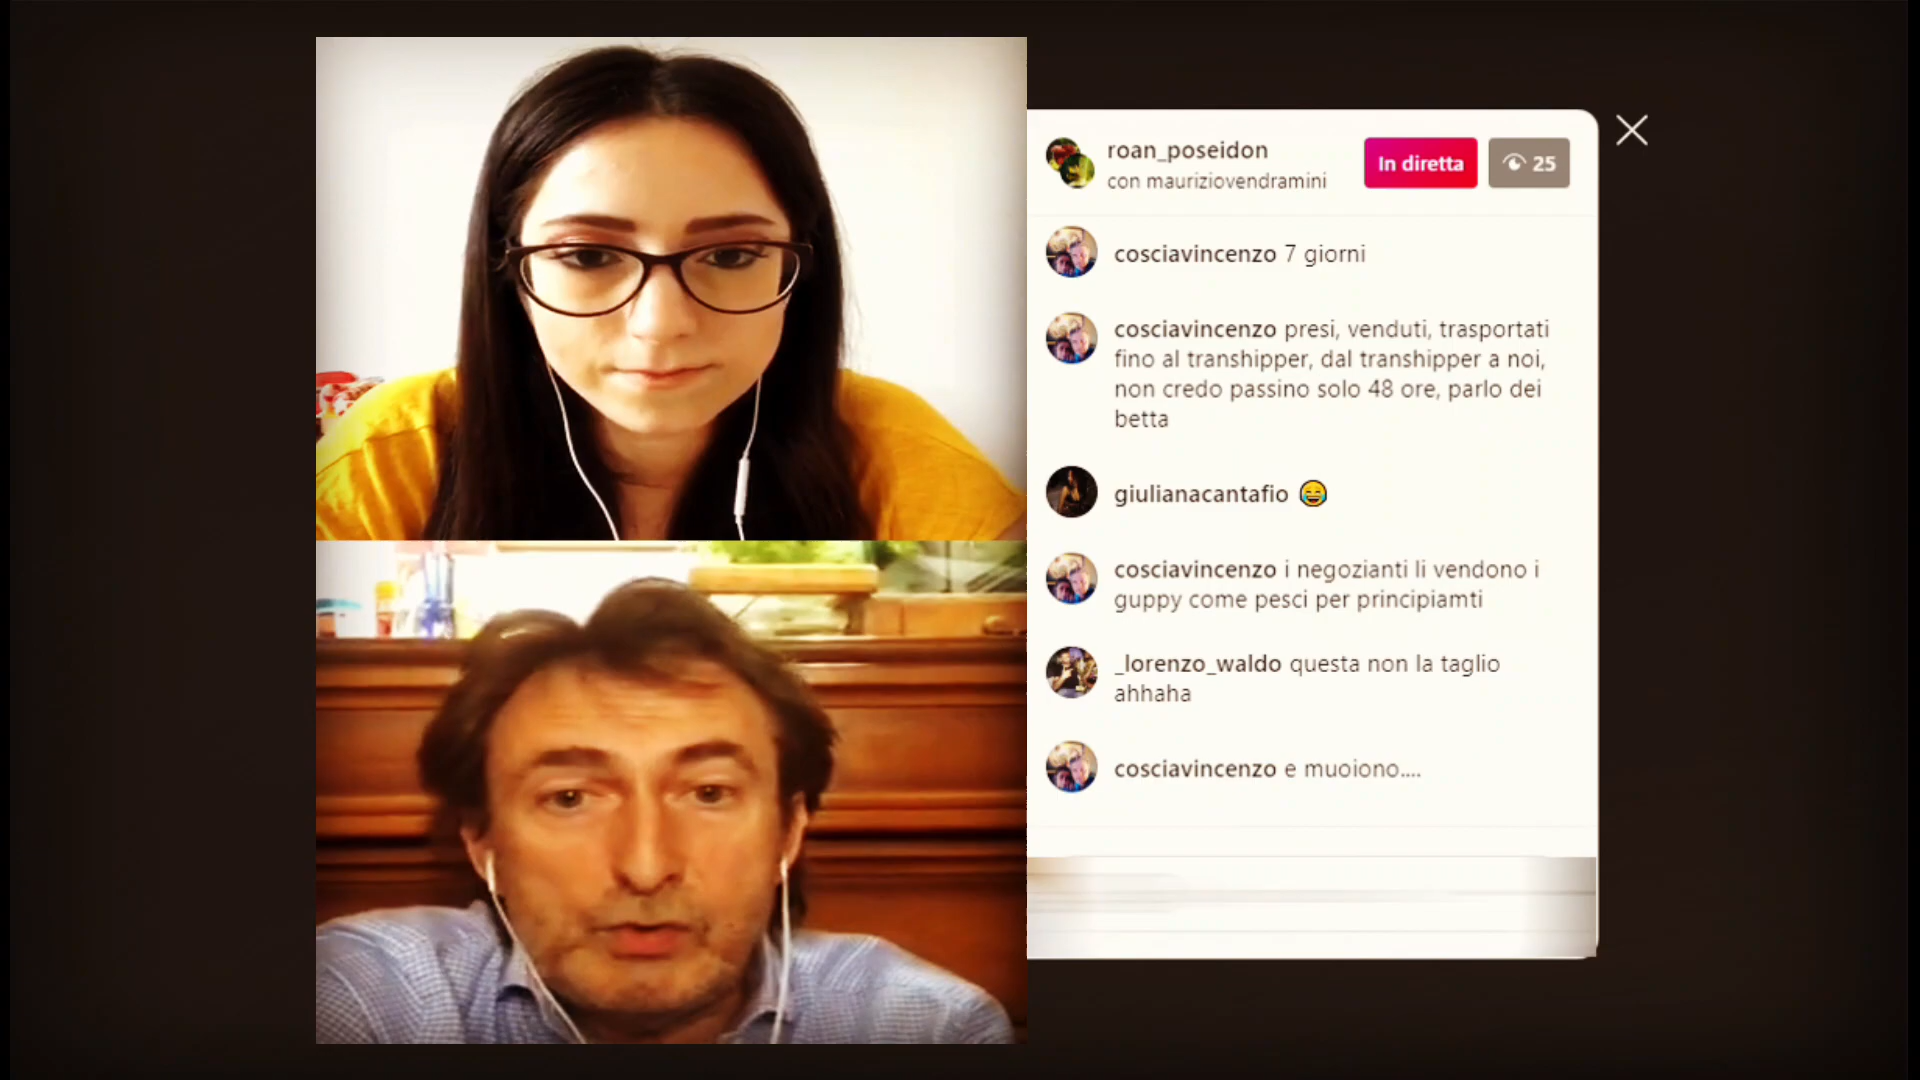 roan_poseidon
con mauriziovendramini
In diretta
25
cosciavincenzo 7 giorni
cosciavincenzo presi, venduti, trasportati
fino al transhipper, dal transhipper a noi,
non credo passino solo 48 ore, parlo dei
betta
giulianacantafio 😂
cosciavincenzo i negozianti li vendono i
guppy come pesci per principiamti
_lorenzo_waldo questa non la taglio
ahhaha
cosciavincenzo e muoiono....